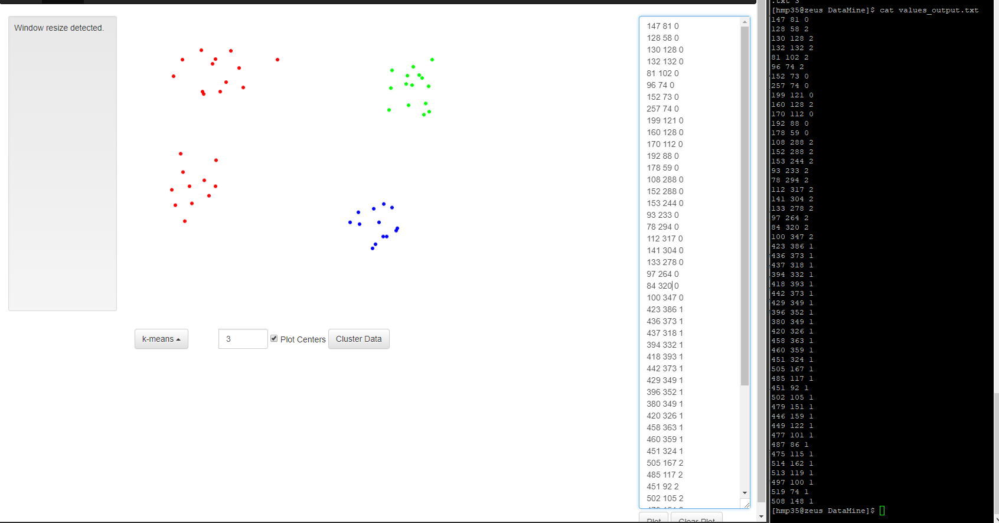 Window resize detected.
k-means
3
Plot Centers
Cluster Data
147 81 0
128 58 0
130 128 0
132 132 0
81 102 0
96 74 0
152 73 0
257 74 0
199 121 0
160 128 0
170 112 0
192 88 0
178 59 0
108 288 0
152 288 0
153 244 0
93 233 0
78 294 0
112 317 0
141 304 0
133 278 0
97 264 0
84 320 0
100 347 0
423 386 1
436 373 1
437 318 1
394 332 1
418 393 1
442 373 1
429 349 1
396 352 1
380 349 1
420 326 1
458 363 1
460 359 1
451 324 1
505 167 2
485 117 2
451 92 2
502 105 2
Plot
Clear Plot
.txt 3
[hmp35@zeus DataMine]$ cat values_output.txt
147 81 0
128 58 2
130 128 2
132 132 2
81 102 2
96 74 2
152 73 0
257 74 0
199 121 0
160 128 2
170 112 0
192 88 0
178 59 0
108 288 2
152 288 2
153 244 2
93 233 2
78 294 2
112 317 2
141 304 2
133 278 2
97 264 2
84 320 2
100 347 2
423 386 1
436 373 1
437 318 1
394 332 1
418 393 1
442 373 1
429 349 1
396 352 1
380 349 1
420 326 1
458 363 1
460 359 1
451 324 1
505 167 1
485 117 1
451 92 1
502 105 1
479 151 1
446 159 1
449 122 1
477 101 1
487 86 1
475 115 1
514 162 1
513 119 1
497 100 1
519 74 1
508 148 1
[hmp35@zeus DataMine]$